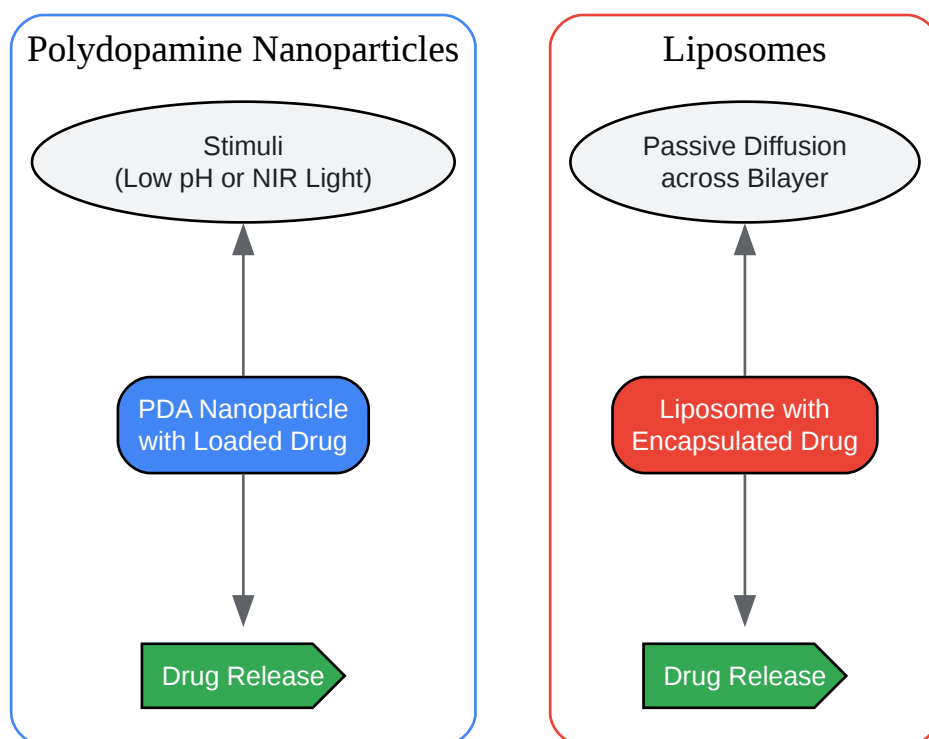 Polydopamine Nanoparticles
Stimuli
(Low pH or NIR Light)
PDA Nanoparticle
with Loaded Drug
Drug Release
Liposomes
Passive Diffusion
across Bilayer
Liposome with
Encapsulated Drug
Drug Release